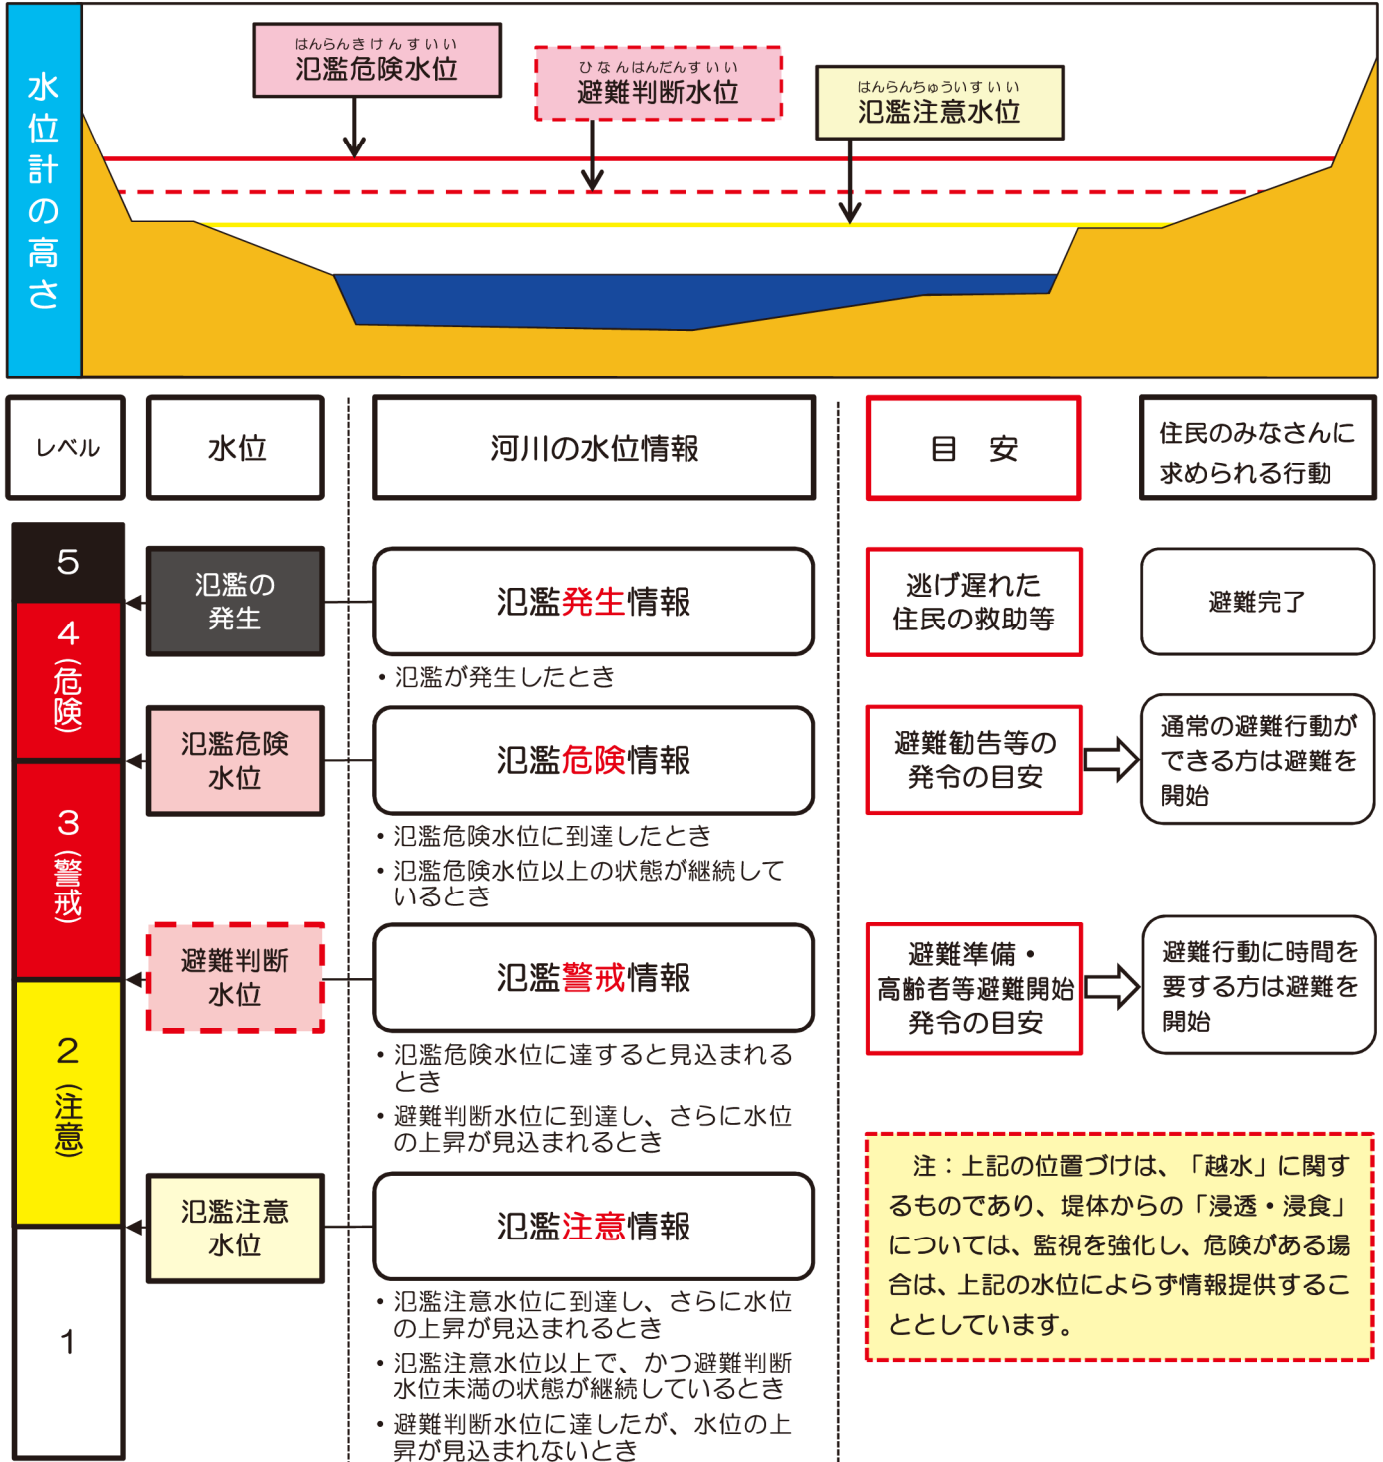 水位計の高さ
はんらんきけんすいい
氾濫危険水位
ひなんはんだんすいい
避難判断水位
はんらんちゅういすいい
氾濫注意水位
レベル
水位
河川の水位情報
目 安
住民のみなさんに
求められる行動
5
4(危険)
3(警戒)
2(注意)
1
氾濫の
発生
氾濫発生情報
・氾濫が発生したとき
逃げ遅れた
住民の救助等
避難完了
氾濫危険
水位
氾濫危険情報
・氾濫危険水位に到達したとき
・氾濫危険水位以上の状態が継続して
いるとき
避難勧告等の
発令の目安
通常の避難行動が
できる方は避難を
開始
避難判断
水位
氾濫警戒情報
・氾濫危険水位に達すると見込まれる
とき
・避難判断水位に到達し、さらに水位
の上昇が見込まれるとき
避難準備・
高齢者等避難開始
発令の目安
避難行動に時間を
要する方は避難を
開始
氾濫注意
水位
氾濫注意情報
・氾濫注意水位に到達し、さらに水位
の上昇が見込まれるとき
・氾濫注意水位以上で、かつ避難判断
水位未満の状態が継続しているとき
・避難判断水位に達したが、水位の上
昇が見込まれないとき
注：上記の位置づけは、「越水」に関す
るものであり、堤体からの「浸透・浸食」
については、監視を強化し、危険がある場
合は、上記の水位によらず情報提供するこ
ととしています。